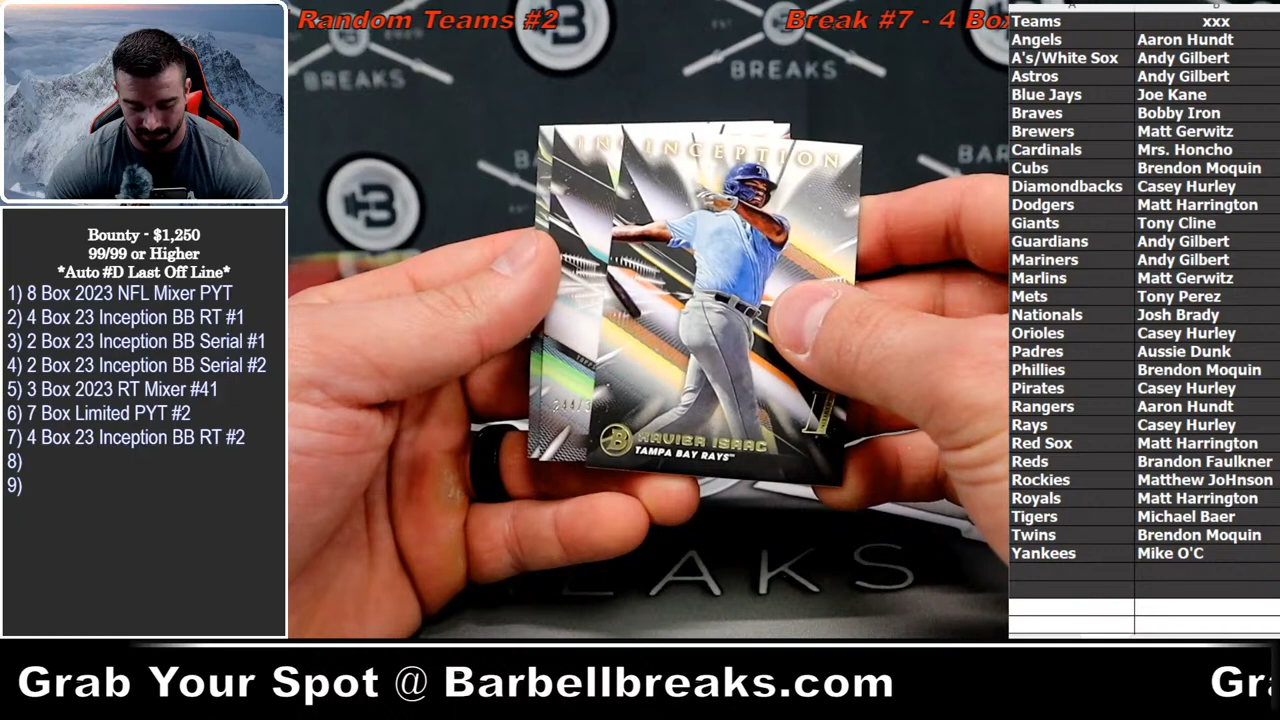 Random Teams #2
Break #7 - 4 Box
BREAKS
BREAKS
INCEPTION
XAVIER ISAAC
TAMPA BAY RAYS
BREAKS
Bounty - $1,250
99/99 or Higher
*Auto #D Last Off Line*
1) 8 Box 2023 NFL Mixer PYT
2) 4 Box 23 Inception BB RT #1
3) 2 Box 23 Inception BB Serial #1
4) 2 Box 23 Inception BB Serial #2
5) 3 Box 2023 RT Mixer #41
6) 7 Box Limited PYT #2
7) 4 Box 23 Inception BB RT #2
8)
9)
Teams xxx
Angels Aaron Hundt
A's/White Sox Andy Gilbert
Astros Andy Gilbert
Blue Jays Joe Kane
Braves Bobby Iron
Brewers Matt Gerwitz
Cardinals Mrs. Honcho
Cubs Brendon Moquin
Diamondbacks Casey Hurley
Dodgers Matt Harrington
Giants Tony Cline
Guardians Andy Gilbert
Mariners Andy Gilbert
Marlins Matt Gerwitz
Mets Tony Perez
Nationals Josh Brady
Orioles Casey Hurley
Padres Aussie Dunk
Phillies Brendon Moquin
Pirates Casey Hurley
Rangers Aaron Hundt
Rays Casey Hurley
Red Sox Matt Harrington
Reds Brandon Faulkner
Rockies Matthew JoHnson
Royals Matt Harrington
Tigers Michael Baer
Twins Brendon Moquin
Yankees Mike O'C
Grab Your Spot @ Barbellbreaks.com
Gra